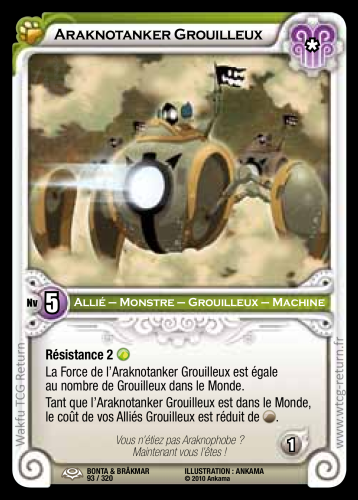 Araknotanker Grouilleux
*
Nv 5
Allié – Monstre – Grouilleux – Machine
Résistance 2
La Force de l'Araknotanker Grouilleux est égale
au nombre de Grouilleux dans le Monde.
Tant que l'Araknotanker Grouilleux est dans le Monde,
le coût de vos Alliés Grouilleux est réduit de
Vous n'étiez pas Araknophobe ?
Maintenant vous l'êtes !
1
BONTA & BRÂKMAR
93 / 320
ILLUSTRATION : ANKAMA
© 2010 Ankama
Wakfu TCG Return
www.wtcg-return.fr